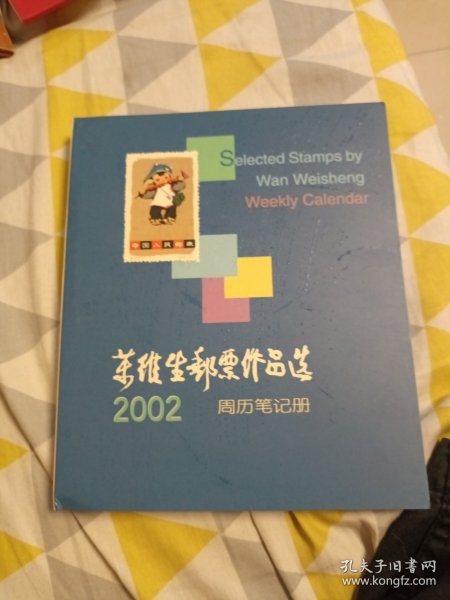 Selected Stamps by
Wan Weisheng
Weekly Calendar
中国人民邮政
万维生郵票作品选
2002
周历笔记册
孔夫子旧书网
www.kongfz.com